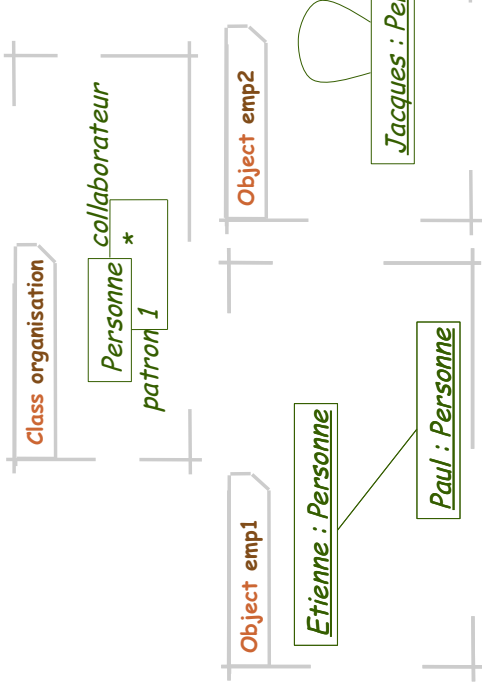 Class organisation
Personne
collaborateur
*
patron 1
Object emp1
Etienne : Personne
Paul : Personne
Object emp2
Jacques : Pe